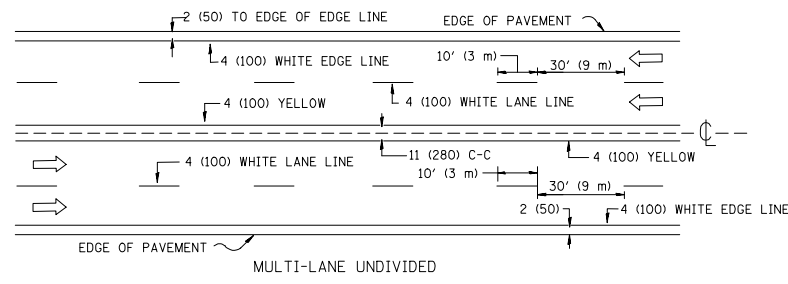 2 (50) TO EDGE OF EDGE LINE
EDGE OF PAVEMENT
4 (100) WHITE EDGE LINE
10' (3 m)
30' (9 m)
4 (100) YELLOW
4 (100) WHITE LANE LINE
℄
4 (100) WHITE LANE LINE
11 (280) C-C
4 (100) YELLOW
10' (3 m)
30' (9 m)
2 (50)
4 (100) WHITE EDGE LINE
EDGE OF PAVEMENT
MULTI-LANE UNDIVIDED